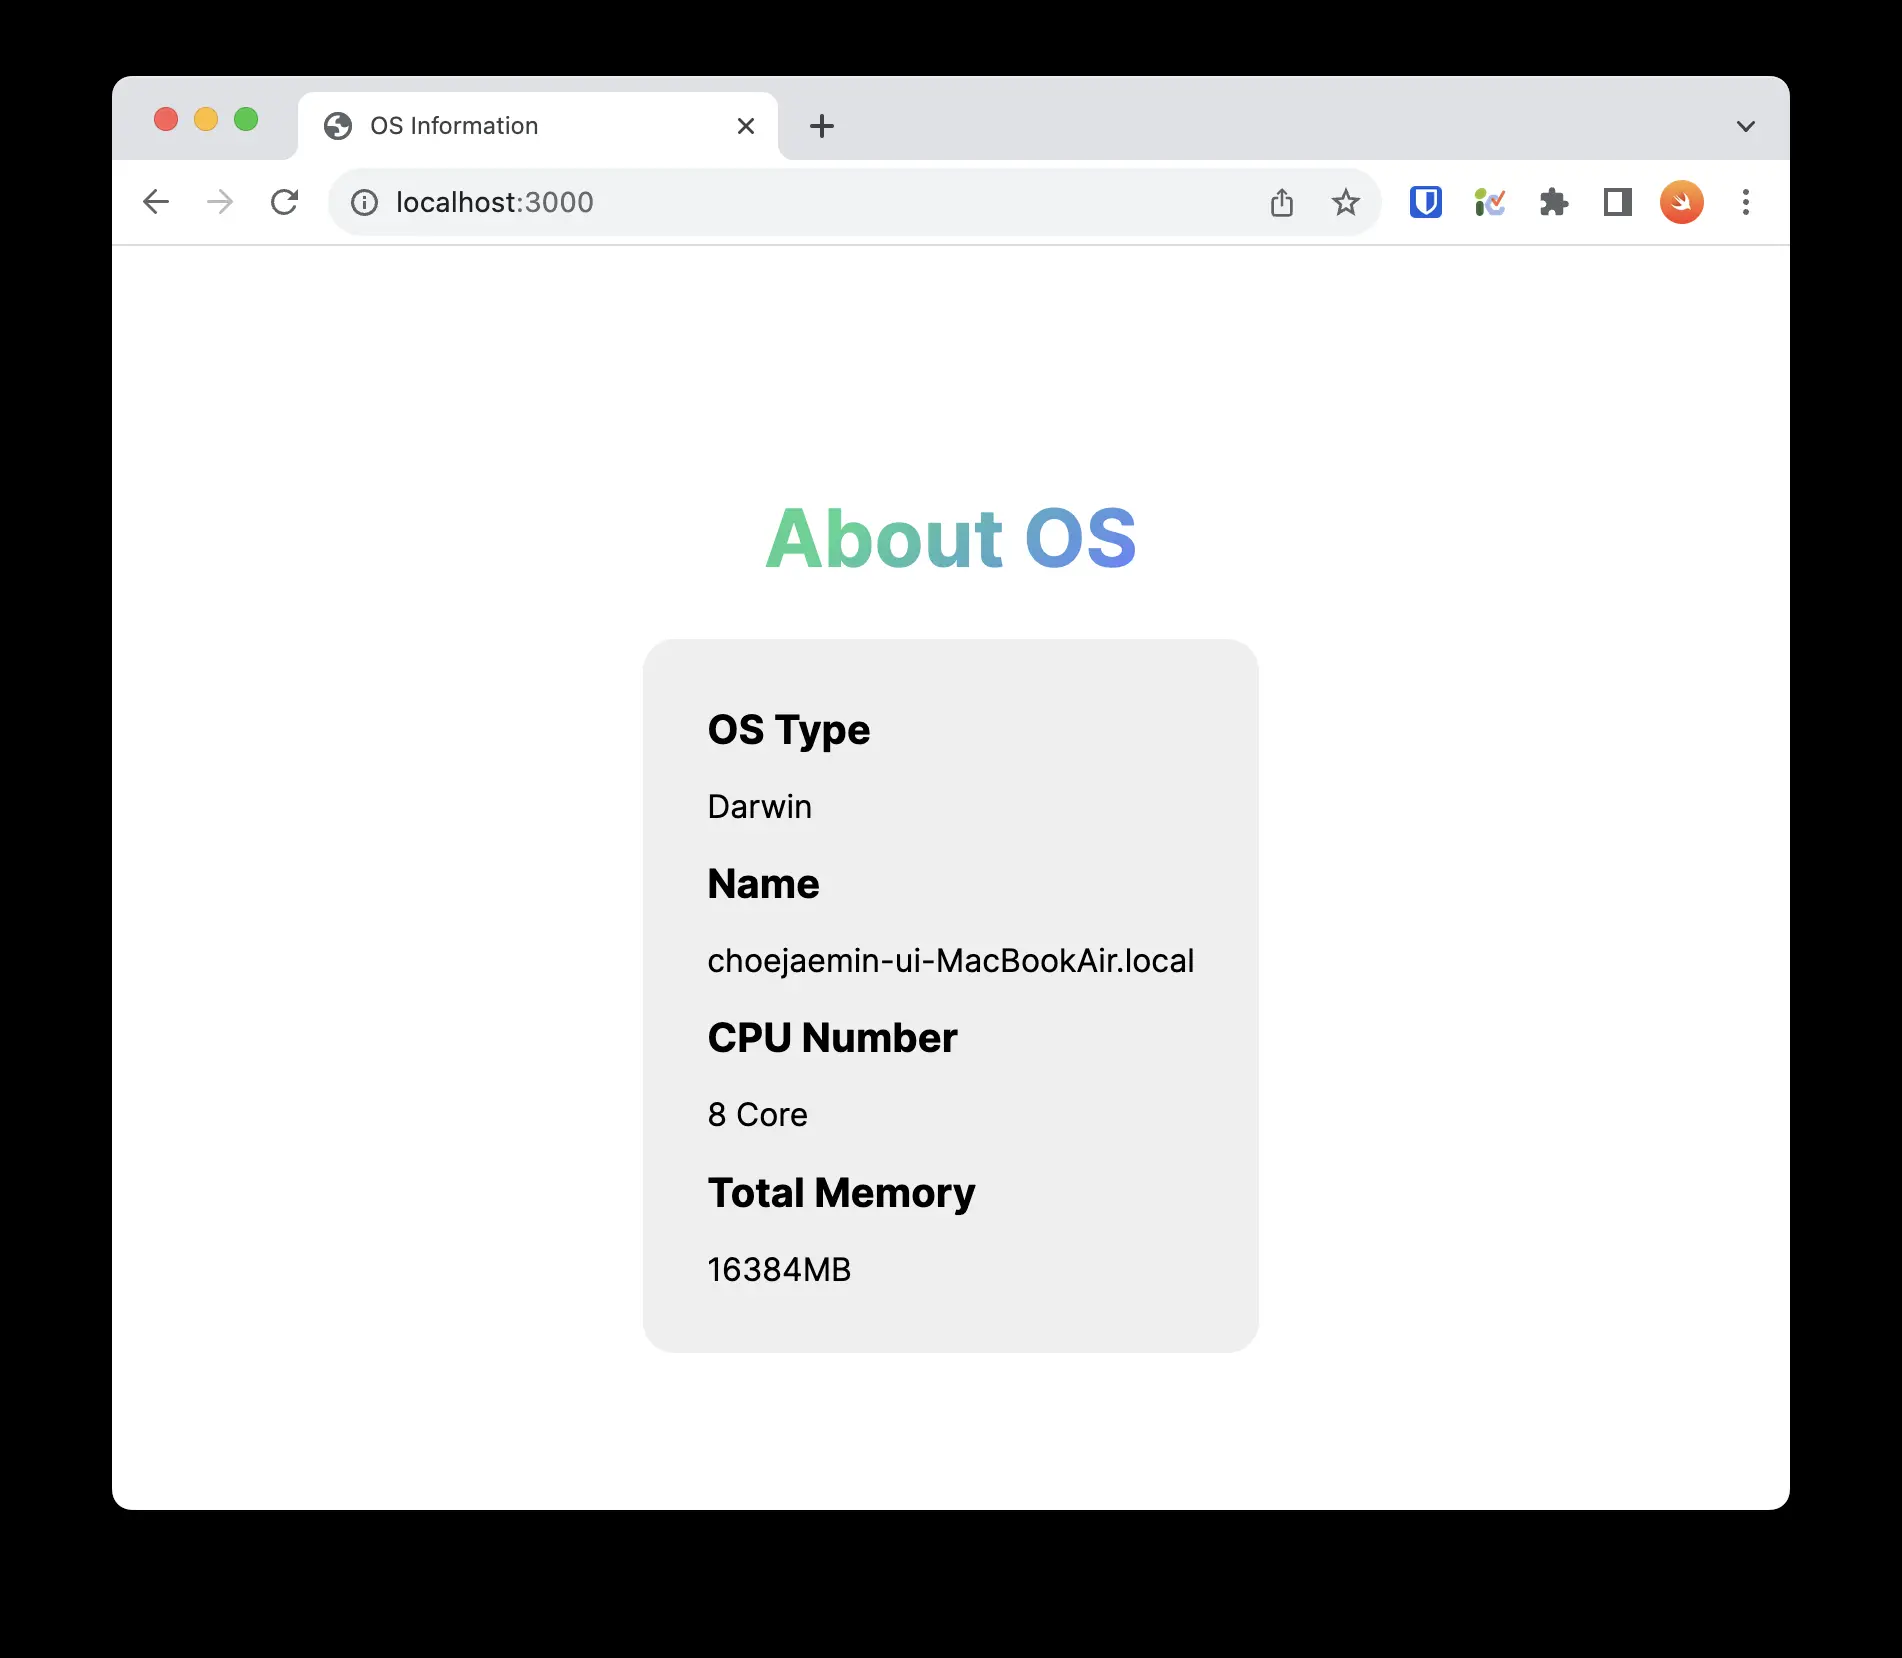 OS Information
localhost:3000
About OS
OS Type
Darwin
Name
choejaemin-ui-MacBookAir.local
CPU Number
8 Core
Total Memory
16384MB